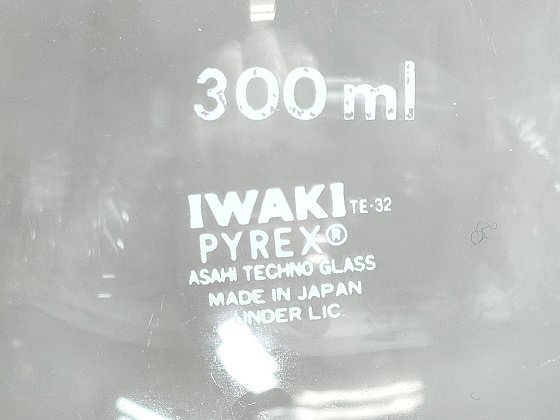 300 ml
IWAKI TE-32
PYREX®
ASAHI TECHNO GLASS
MADE IN JAPAN
UNDER LIC.